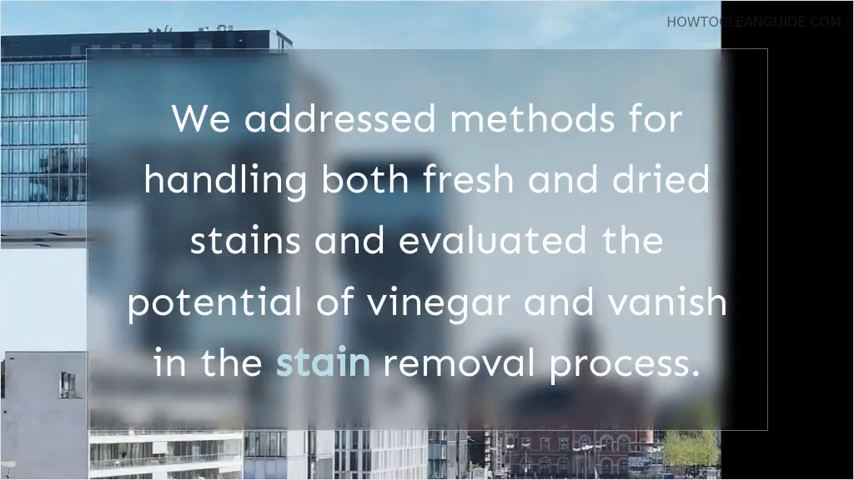 HOWTOCLEANGUIDE.COM
We addressed methods for
handling both fresh and dried
stains and evaluated the
potential of vinegar and vanish
in the stain removal process.